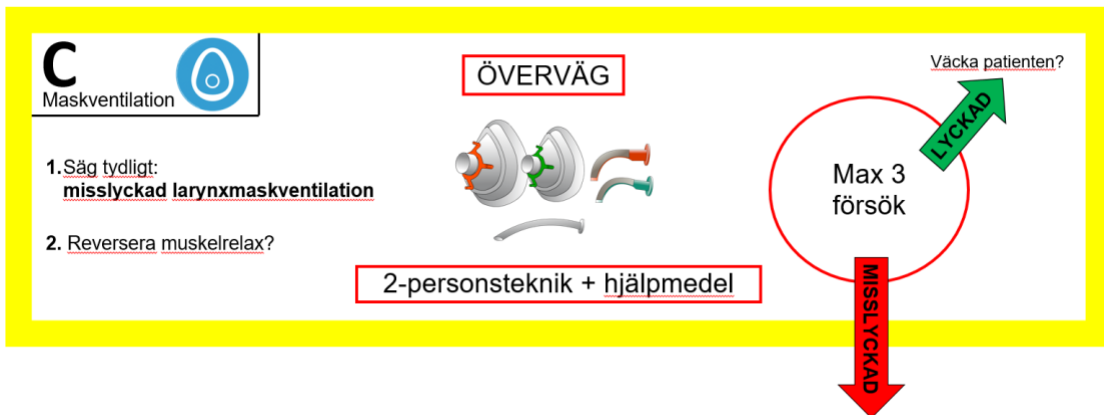 C
Maskventilation
1. Säg tydligt:
misslyckad larynxmaskventilation
2. Reversera muskelrelax?
ÖVERVÄG
2-personsteknik + hjälpmedel
Max 3
försök
Väcka patienten?
LYCKAD
MISSLYCKAD